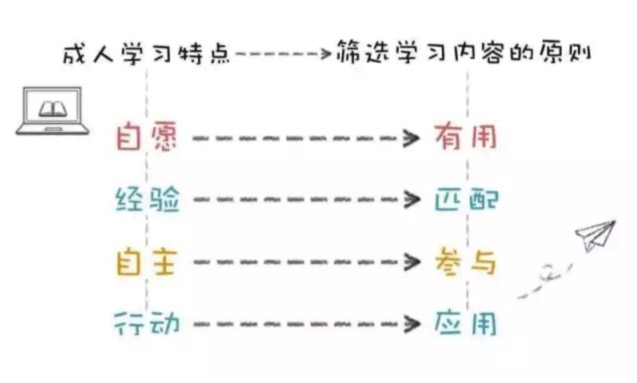 成人学习特点 筛选学习内容的原则
自愿 有用
经验 匹配
自主 参与
行动 应用